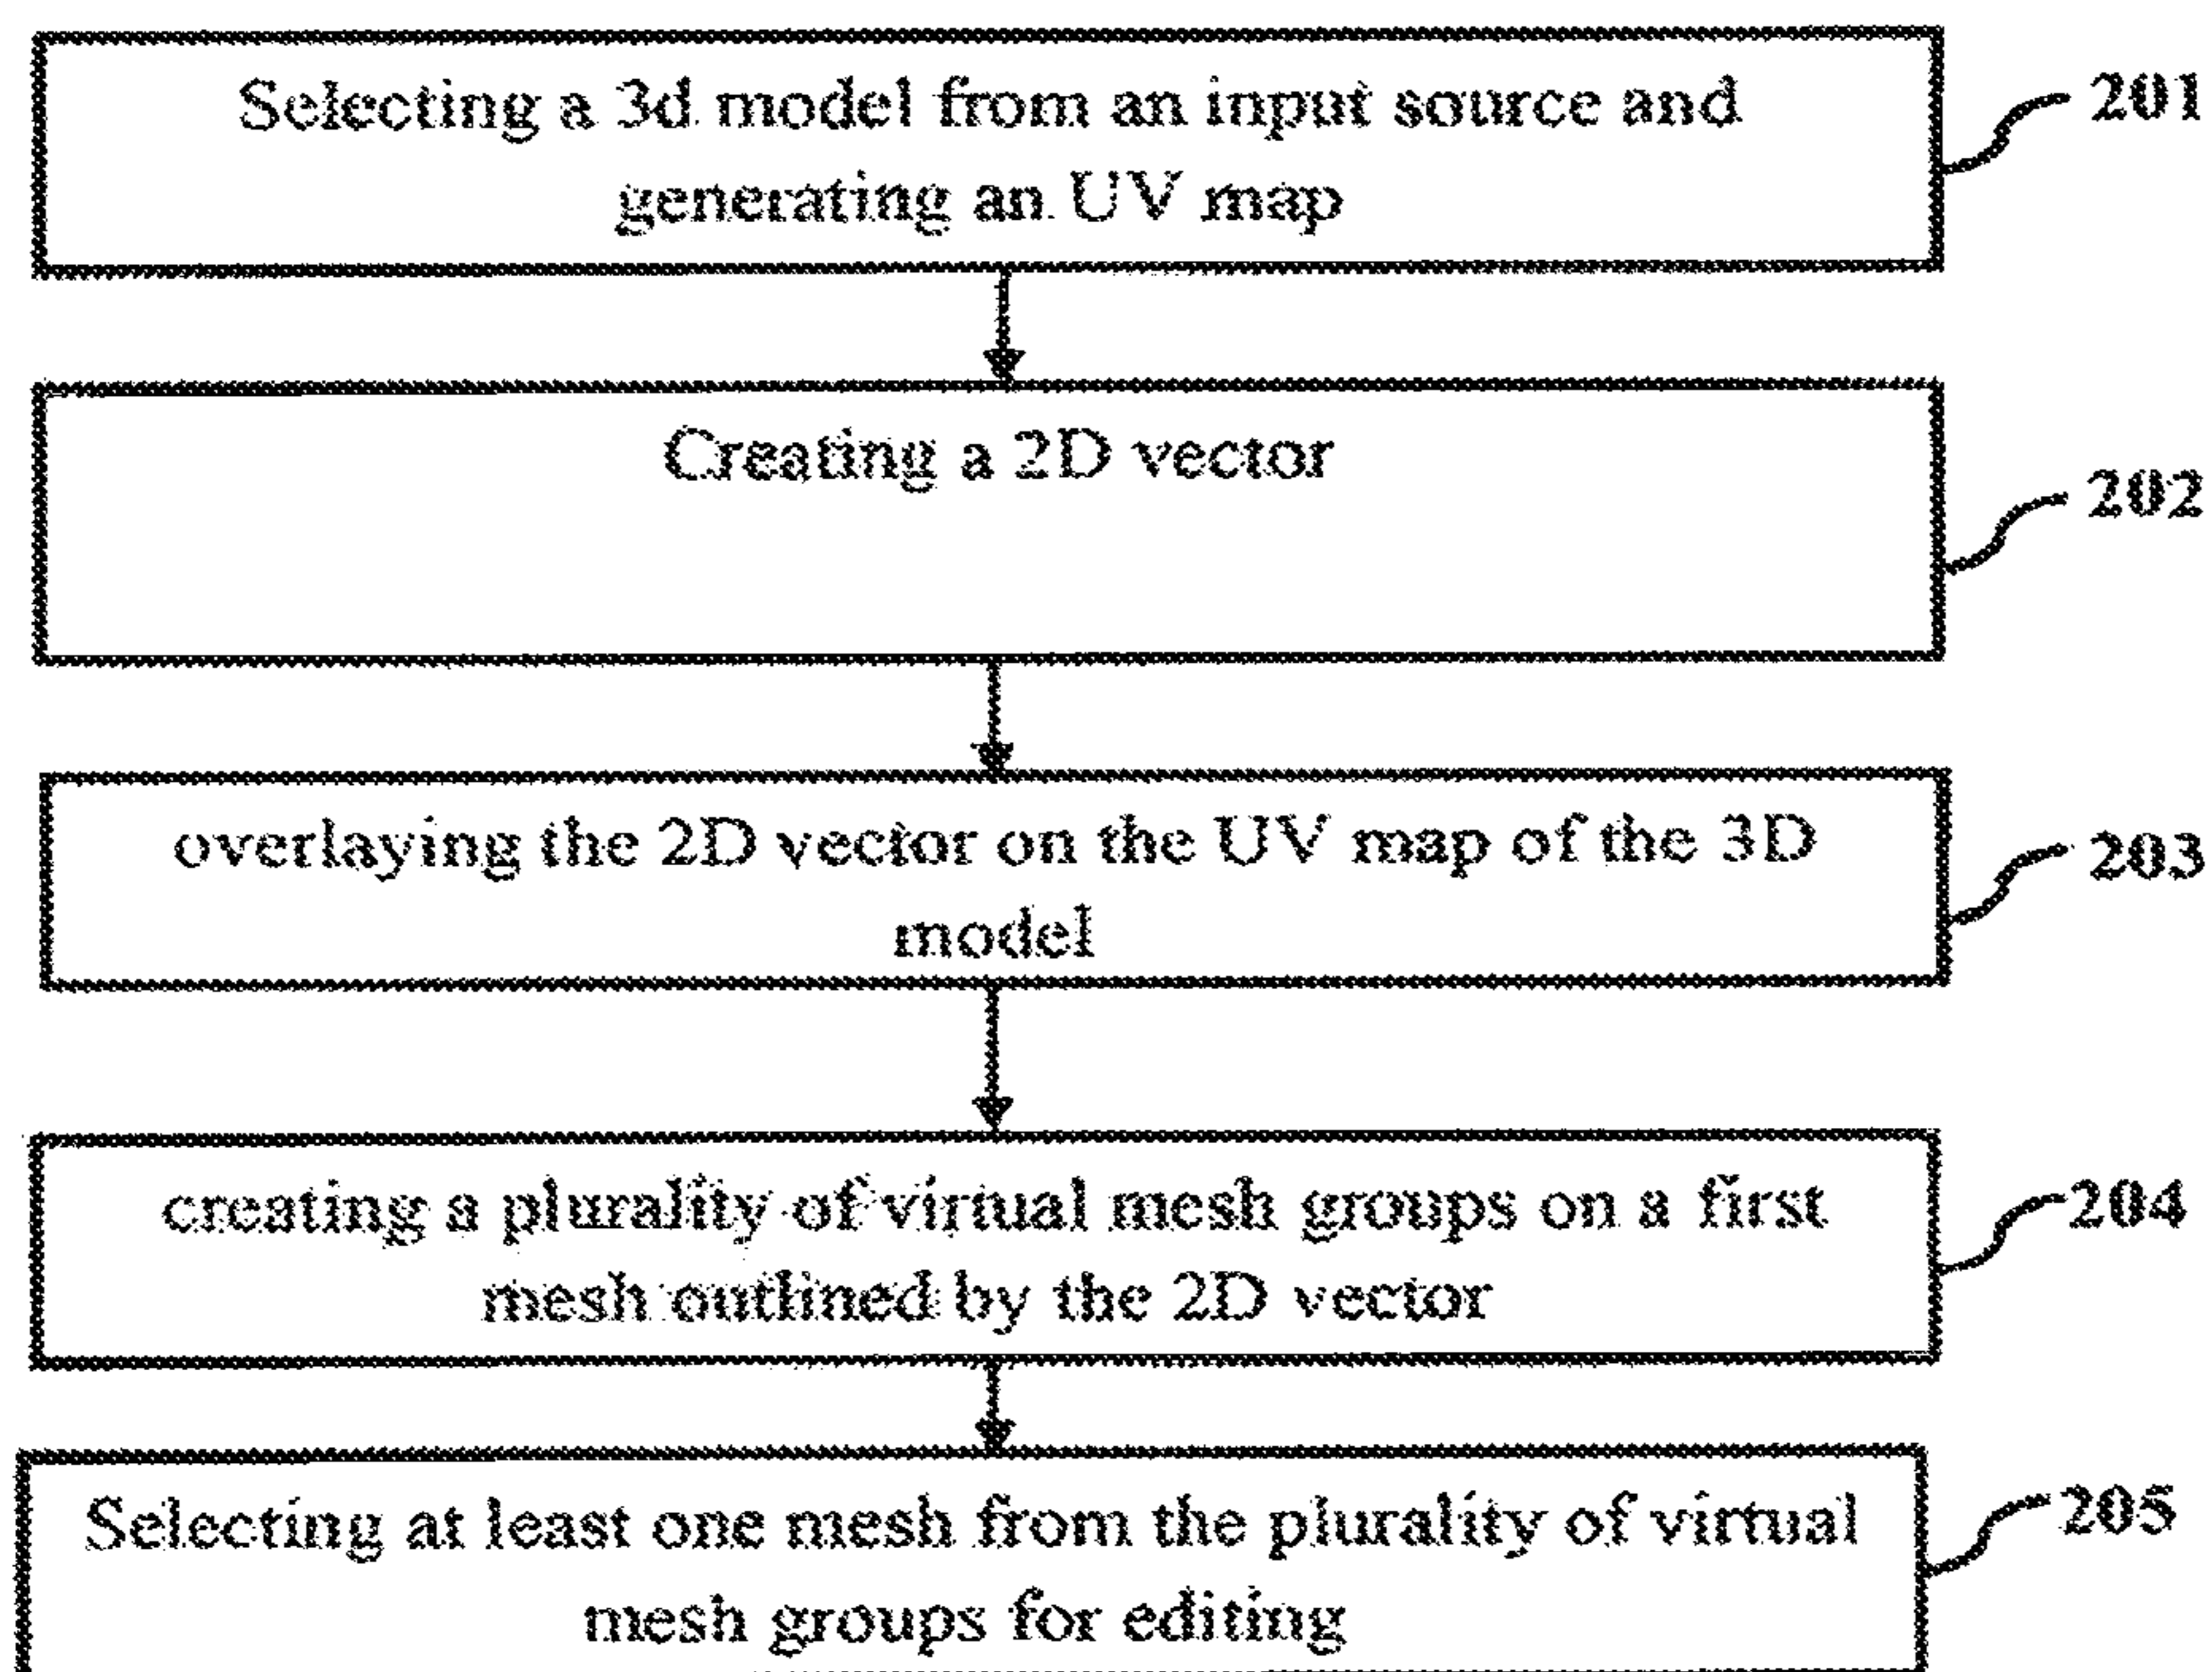 Selecting a 3d model from an input source and
generating an UV map
201
Creating a 2D vector
202
overlaying the 2D vector on the UV map of the 3D
model
203
creating a plurality of virtual mesh groups on a first
mesh outlined by the 2D vector
204
Selecting at least one mesh from the plurality of virtual
mesh groups for editing
205